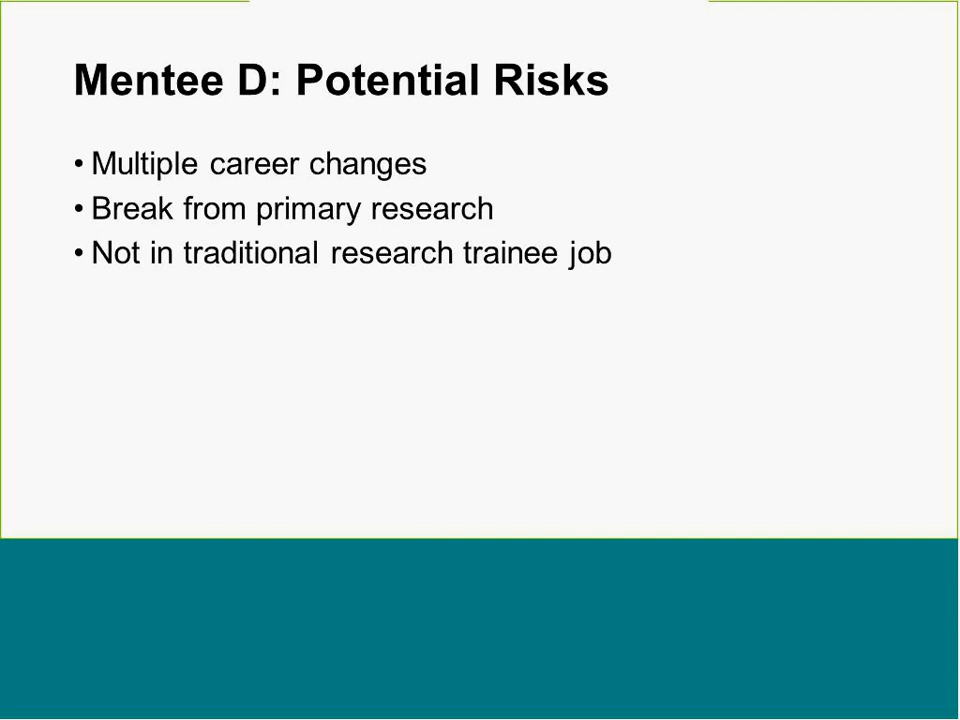 Mentee D: Potential Risks
• Multiple career changes
• Break from primary research
• Not in traditional research trainee job